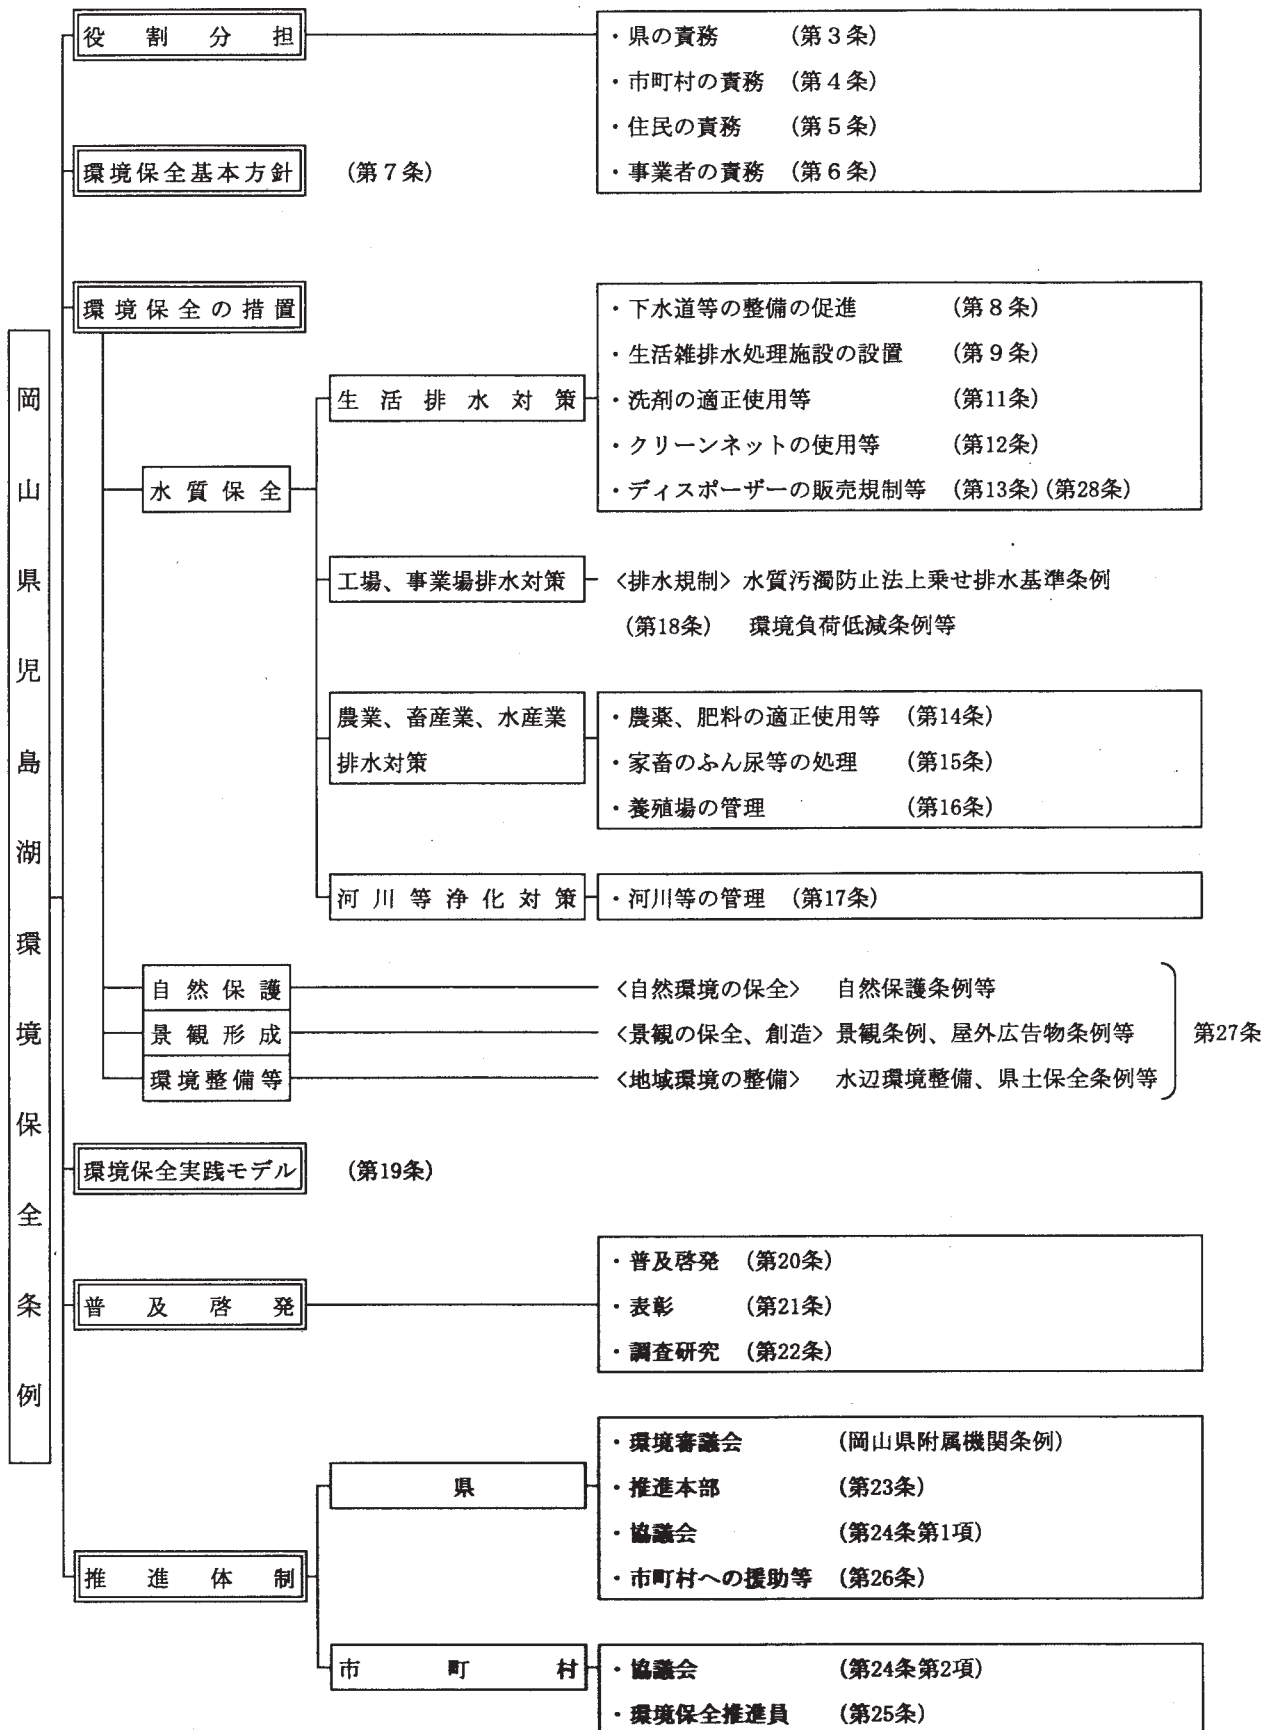 役割分担
・県の責務 (第3条)
・市町村の責務 (第4条)
・住民の責務 (第5条)
・事業者の責務 (第6条)
環境保全基本方針 (第7条)
環境保全の措置
・下水道等の整備の促進 (第8条)
・生活雑排水処理施設の設置 (第9条)
生活排水対策 ・洗剤の適正使用等 (第11条)
・クリーンネットの使用等 (第12条)
水質保全 ・ディスポーザーの販売規制等 (第13条)(第28条)
工場、事業場排水対策 <排水規制> 水質汚濁防止法上乗せ排水基準条例
(第18条) 環境負荷低減条例等
農業、畜産業、水産業
排水対策
・農薬、肥料の適正使用等 (第14条)
・家畜のふん尿等の処理 (第15条)
・養殖場の管理 (第16条)
河川等浄化対策 ・河川等の管理 (第17条)
自然保護 <自然環境の保全> 自然保護条例等
景観形成 <景観の保全、創造> 景観条例、屋外広告物条例等 第27条
環境整備等 <地域環境の整備> 水辺環境整備、県土保全条例等
岡山県児島湖環境保全条例
環境保全実践モデル (第19条)
普及啓発
・普及啓発 (第20条)
・表彰 (第21条)
・調査研究 (第22条)
推進体制
県
・環境審議会 (岡山県附属機関条例)
・推進本部 (第23条)
・協議会 (第24条第1項)
・市町村への援助等 (第26条)
市町村
・協議会 (第24条第2項)
・環境保全推進員 (第25条)